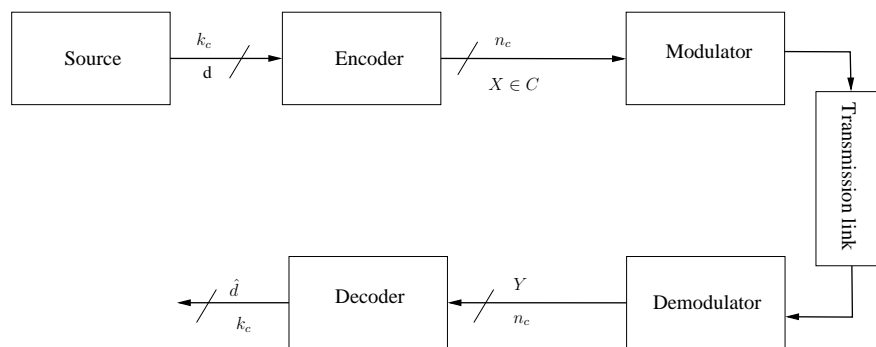 Source
k_c
d
Encoder
n_c
X ∈ C
Modulator
Transmission link
Demodulator
Y
n_c
Decoder
d̂
k_c